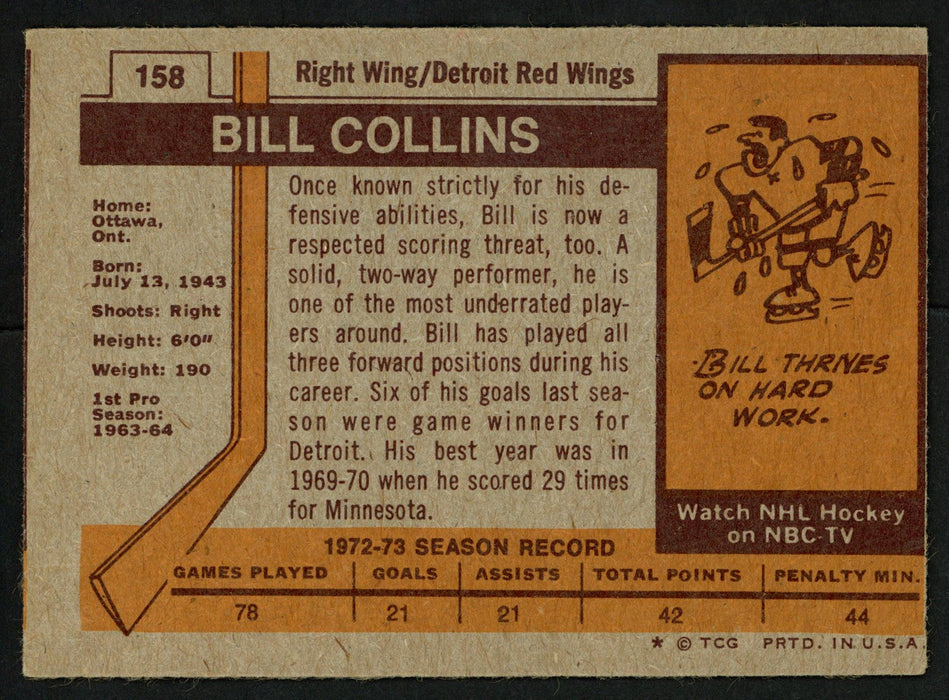 158
Right Wing/Detroit Red Wings
BILL COLLINS
Home:
Ottawa,
Ont.
Born:
July 13, 1943
Shoots: Right
Height: 6'0"
Weight: 190
1st Pro
Season:
1963-64
Once known strictly for his de-
fensive abilities, Bill is now a
respected scoring threat, too. A
solid, two-way performer, he is
one of the most underrated play-
ers around. Bill has played all
three forward positions during his
career. Six of his goals last sea-
son were game winners for
Detroit. His best year was in
1969-70 when he scored 29 times
for Minnesota.
BILL THRIVES
ON HARD
WORK.
Watch NHL Hockey
on NBC-TV
1972-73 SEASON RECORD
GAMES PLAYED GOALS ASSISTS TOTAL POINTS PENALTY MIN.
78 21 21 42 44
* © TCG PRTD. IN U.S.A.